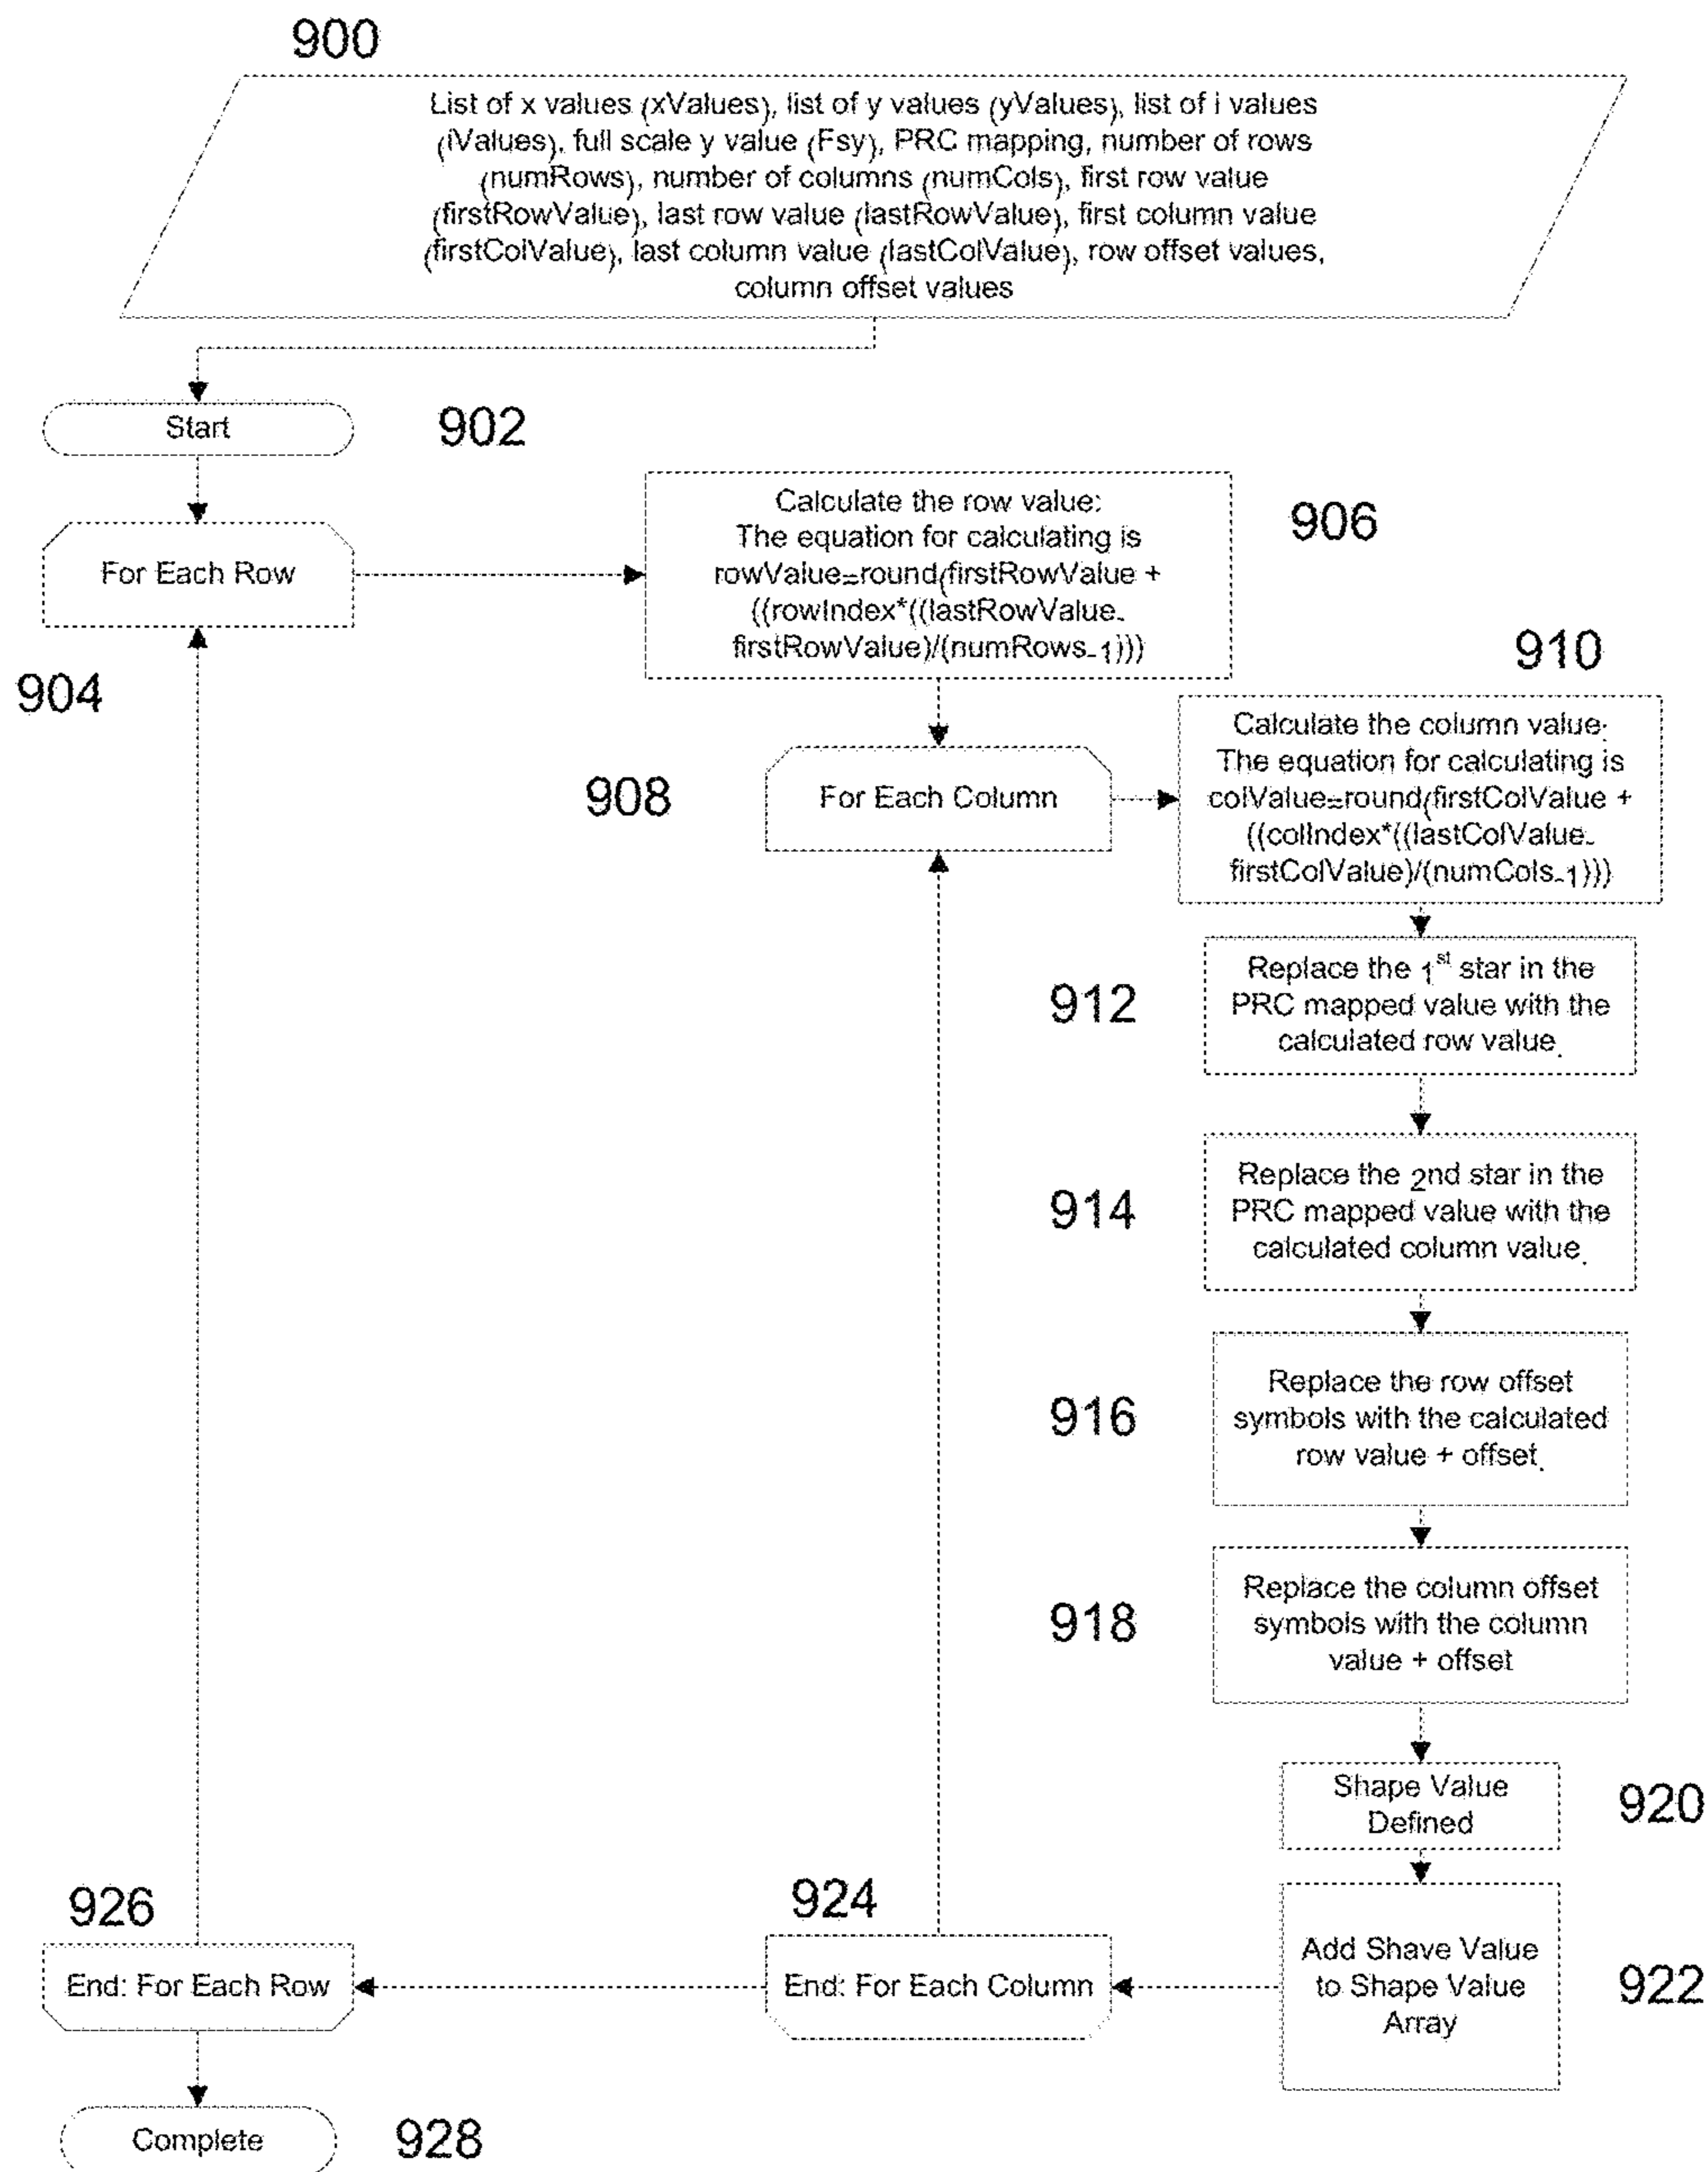 900
List of x values (xValues), list of y values (yValues), list of i values
(iValues), full scale y value (Fsy), PRC mapping, number of rows
(numRows), number of columns (numCols), first row value
(firstRowValue), last row value (lastRowValue), first column value
(firstColValue), last column value (lastColValue), row offset values,
column offset values
Start
902
For Each Row
904
Calculate the row value:
The equation for calculating is
rowValue=round(firstRowValue +
((rowIndex*((lastRowValue-
firstRowValue)/(numRows-1)))
906
908
For Each Column
910
Calculate the column value:
The equation for calculating is
colValue=round(firstColValue +
((colIndex*((lastColValue-
firstColValue)/(numCols-1)))
912
Replace the 1st star in the
PRC mapped value with the
calculated row value.
914
Replace the 2nd star in the
PRC mapped value with the
calculated column value.
916
Replace the row offset
symbols with the calculated
row value + offset.
918
Replace the column offset
symbols with the column
value + offset
Shape Value
Defined
920
Add Shave Value
to Shape Value
Array
922
924
End: For Each Column
926
End: For Each Row
Complete
928